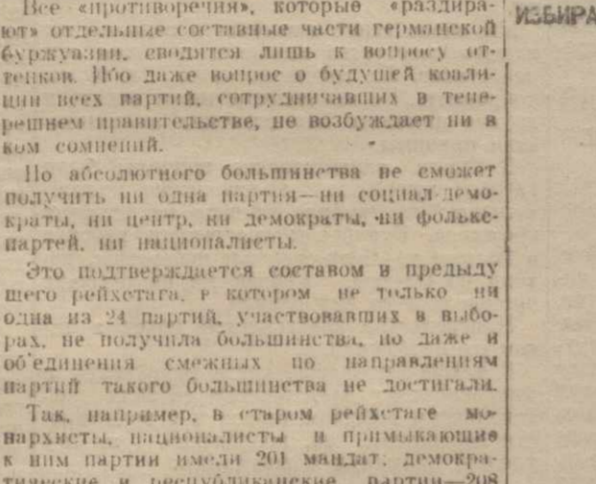 Все «противоречия», которые «раздира-
ют» отдельные составные части германской
буржуазии, сводятся лишь к вопросу от-
тенков. Ибо даже вопрос о будущей коали-
ции всех партий, сотрудничавших в тепе-
решнем правительстве, не возбуждает ни в
ком сомнений.
Но абсолютного большинства не сможет
получить ни одна партия—ни социал-демо-
краты, ни центр, ни демократы, ни фолькс-
партей, ни националисты.
Это подтверждается составом и предыду
щего рейхстага, в котором не только ни
одна из 24 партий, участвовавших в выбо-
рах, не получила большинства, но даже и
об'единения смежных по направлениям
партий такого большинства не достигали.
Так, например, в старом рейхстаге мо-
нархисты, националисты и примыкающие
к ним партии имели 201 мандат; демокра-
тические и республиканские партии—208
ИЗБИРА